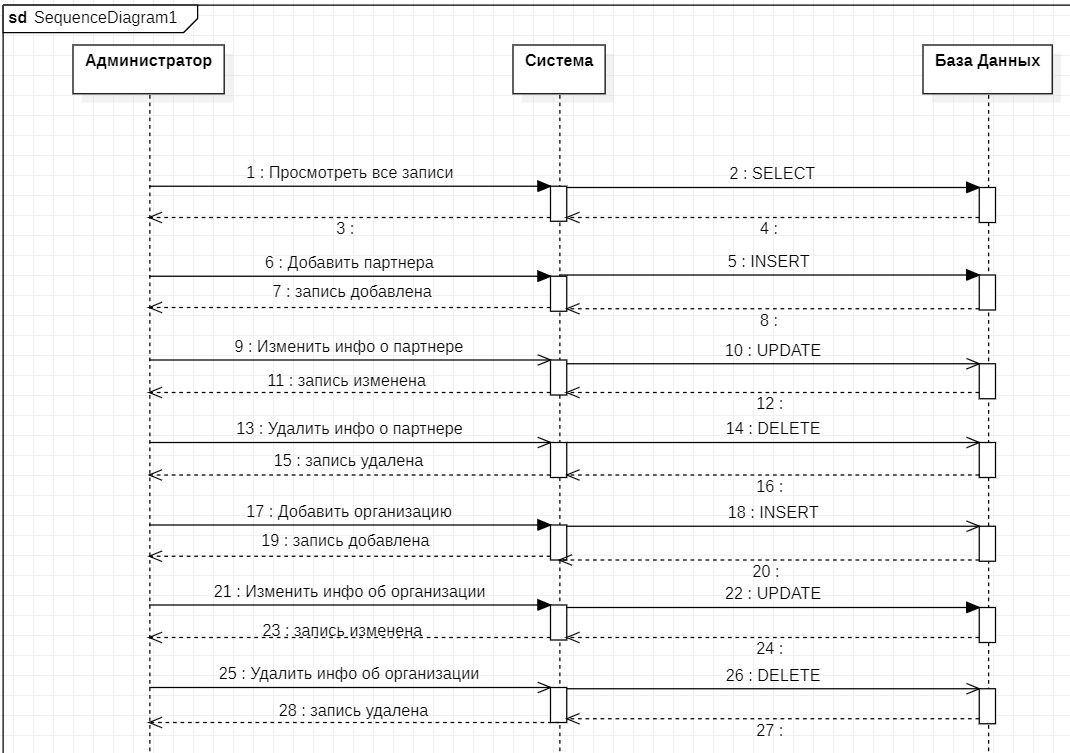 sd SequenceDiagram1
Администратор
Система
База Данных
1 : Просмотреть все записи
2 : SELECT
3 :
4 :
6 : Добавить партнера
5 : INSERT
7 : запись добавлена
8 :
9 : Изменить инфо о партнере
10 : UPDATE
11 : запись изменена
12 :
13 : Удалить инфо о партнере
14 : DELETE
15 : запись удалена
16 :
17 : Добавить организацию
18 : INSERT
19 : запись добавлена
20 :
21 : Изменить инфо об организации
22 : UPDATE
23 : запись изменена
24 :
25 : Удалить инфо об организации
26 : DELETE
28 : запись удалена
27 :